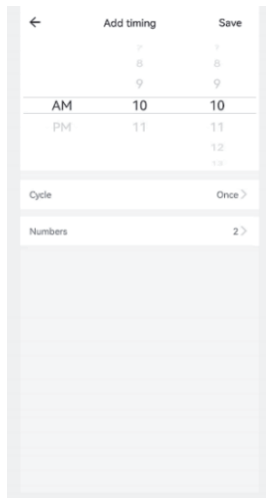 ← Add timing Save
8 8
9 9
AM 10 10
PM 11 11
12
Cycle Once >
Numbers 2 >